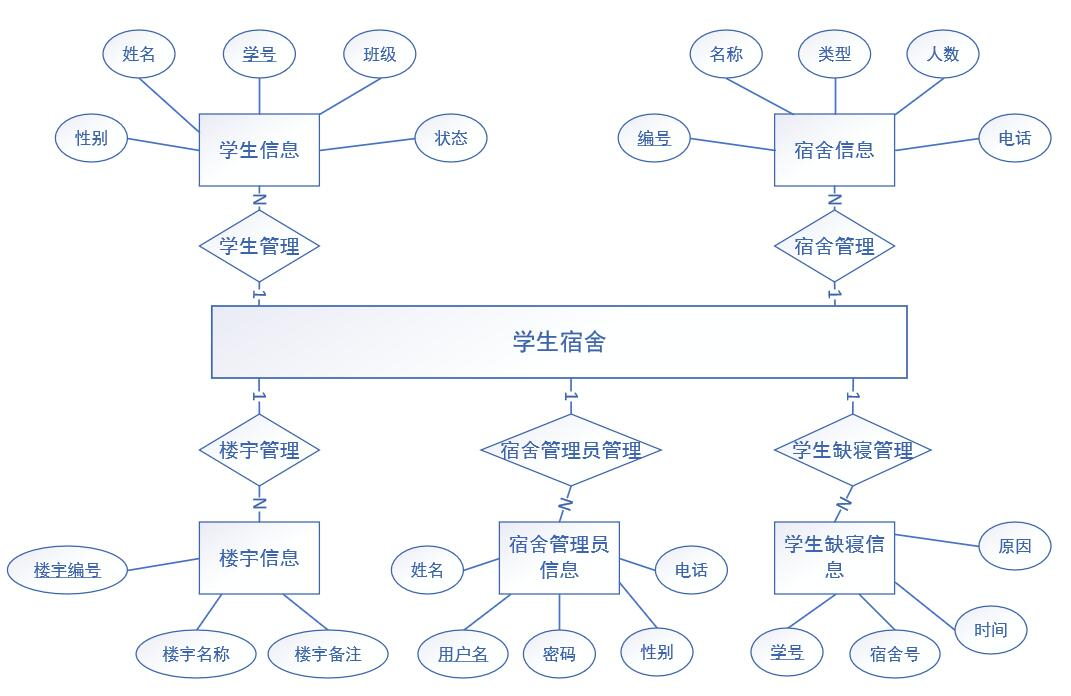 姓名
学号
班级
名称
类型
人数
性别
状态
编号
电话
学生信息
宿舍信息
N
N
学生管理
宿舍管理
1
1
学生宿舍
1
1
1
楼宇管理
宿舍管理员管理
学生缺寝管理
N
N
N
楼宇信息
宿舍管理员
信息
学生缺寝信
息
原因
楼宇编号
姓名
电话
时间
楼宇名称
楼宇备注
用户名
密码
性别
学号
宿舍号